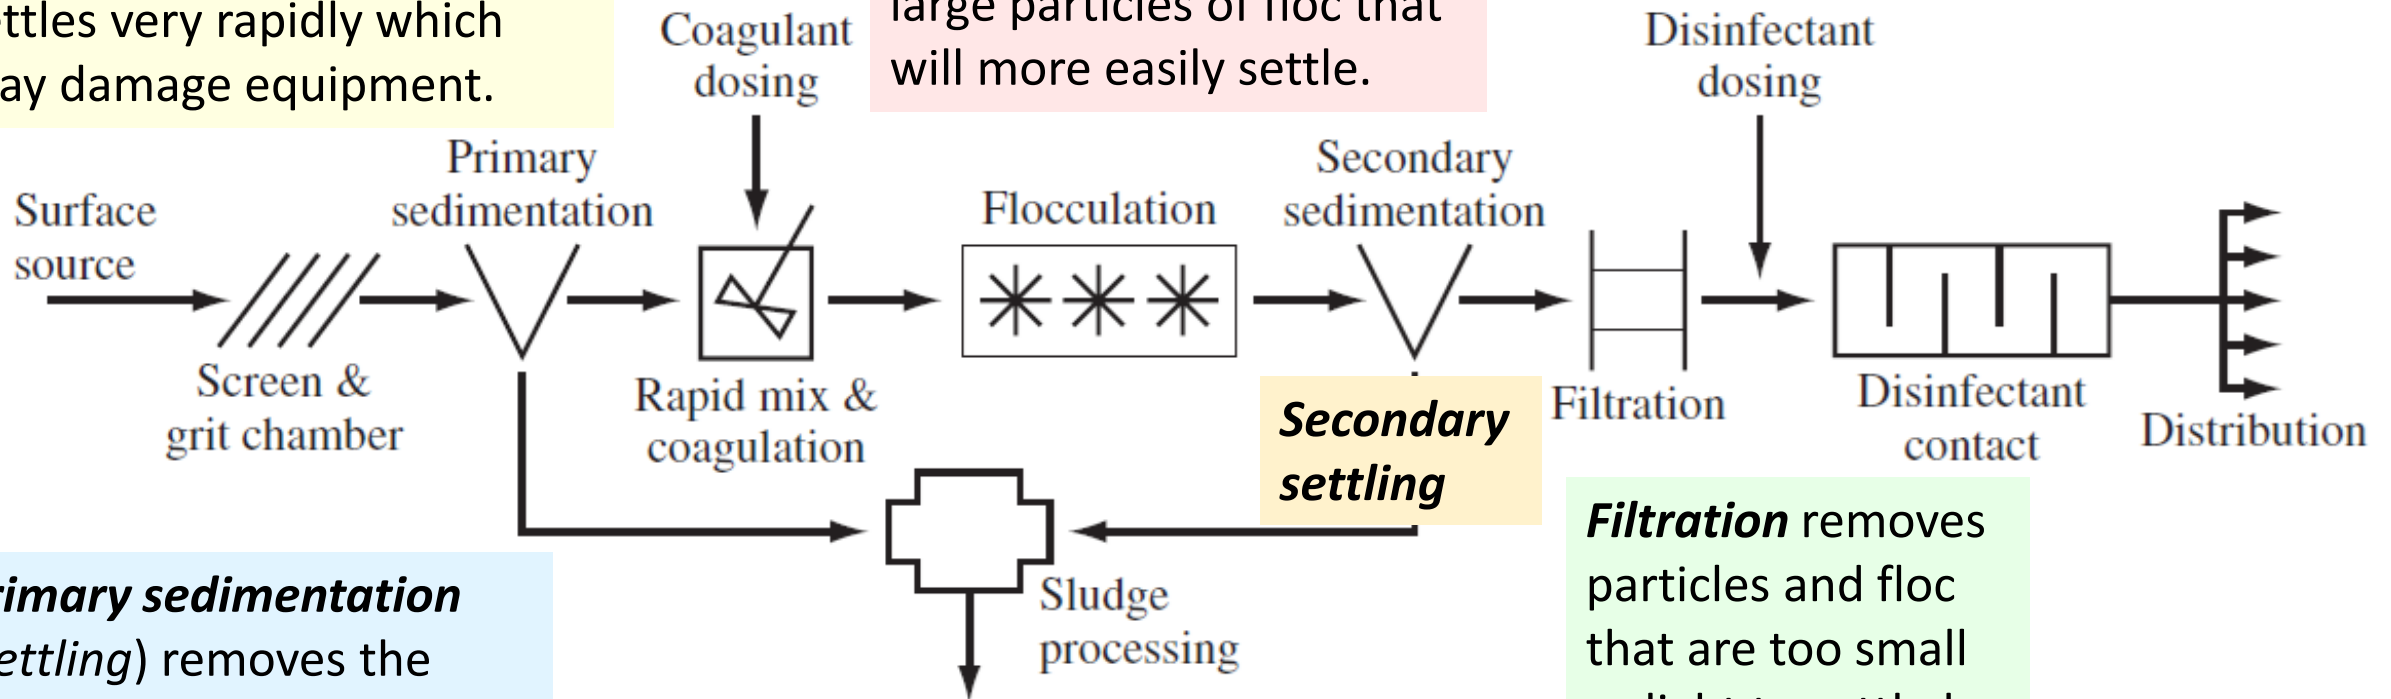 ettles very rapidly which
ay damage equipment.
Coagulant
dosing
large particles of floc that
will more easily settle.
Disinfectant
dosing
Surface
source
Primary
sedimentation
Flocculation
Secondary
sedimentation
Screen &
grit chamber
Rapid mix &
coagulation
Secondary
settling
Filtration
Disinfectant
contact
Distribution
Sludge
processing
rimary sedimentation
ettling) removes the
Filtration removes
particles and floc
that are too small